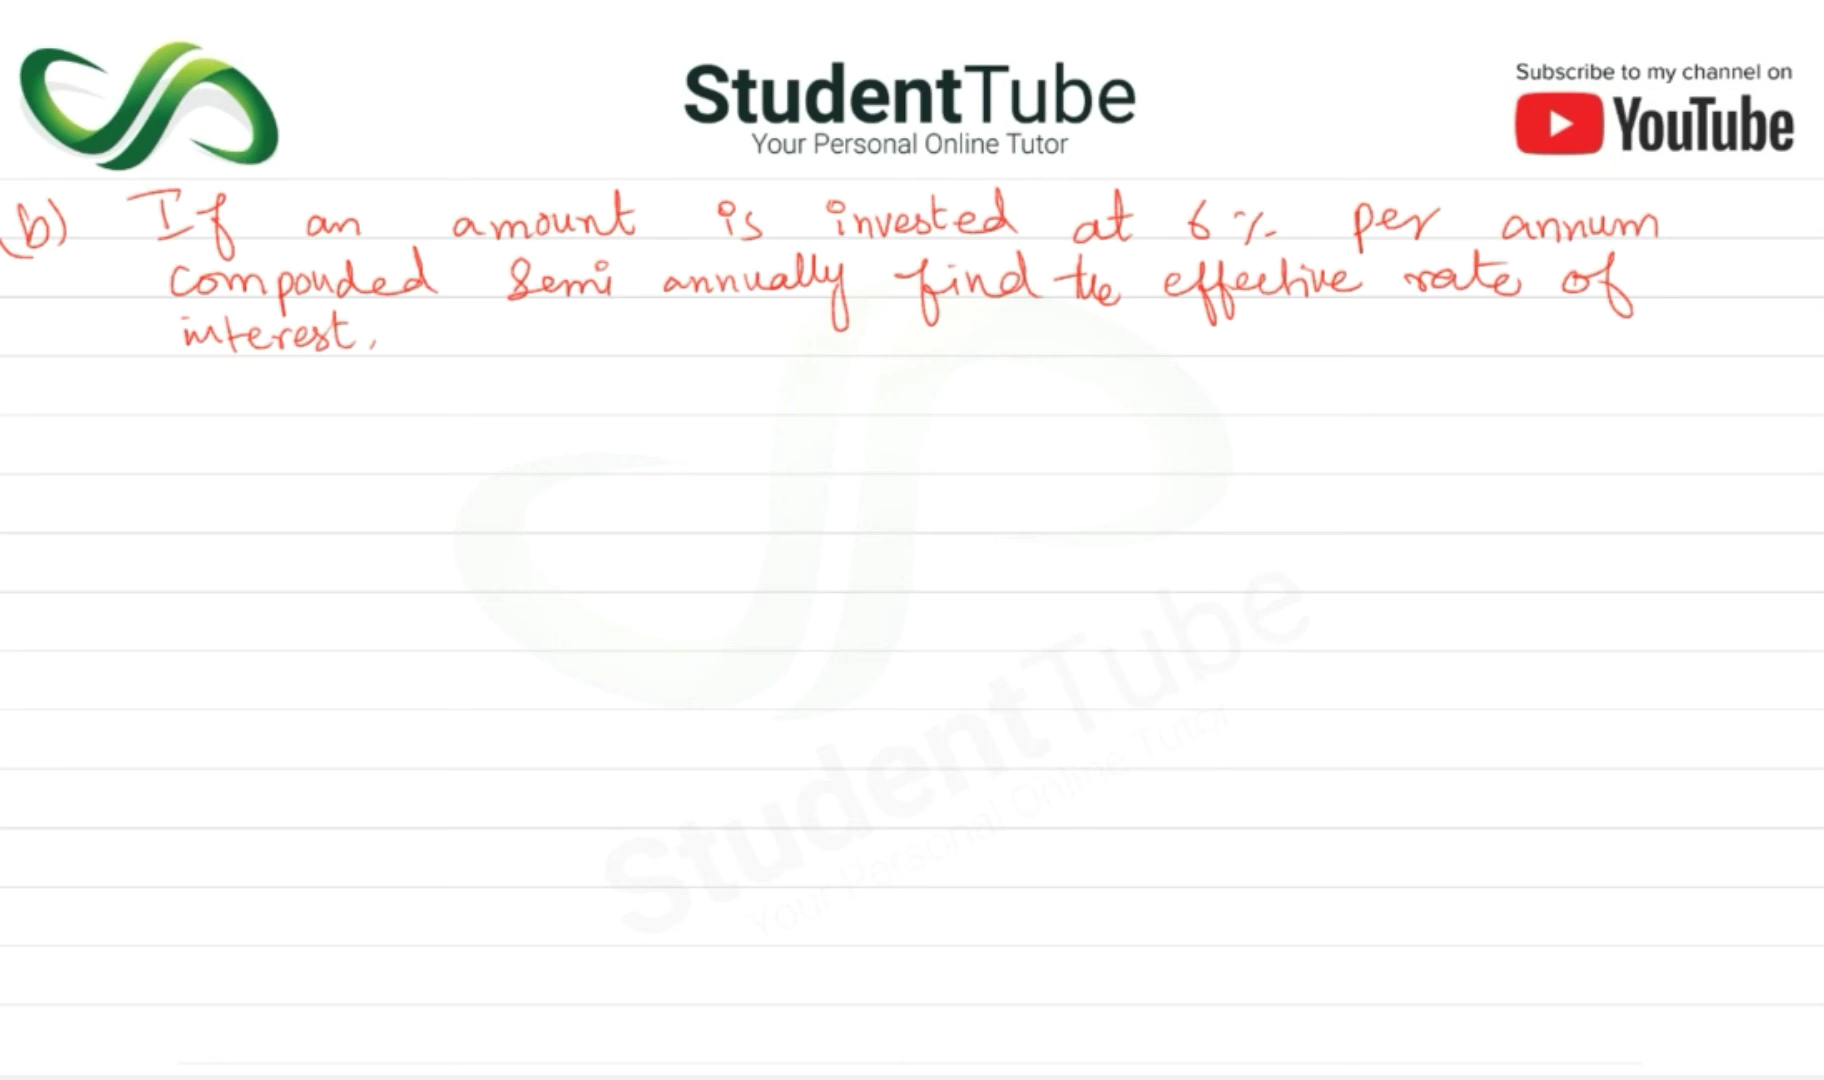 StudentTube
Your Personal Online Tutor
Subscribe to my channel on
YouTube
(b) If an amount is invested at 6% per annum
compouded semi annually find the effective rate of
interest.
StudentTube
Your Personal Online Tutor